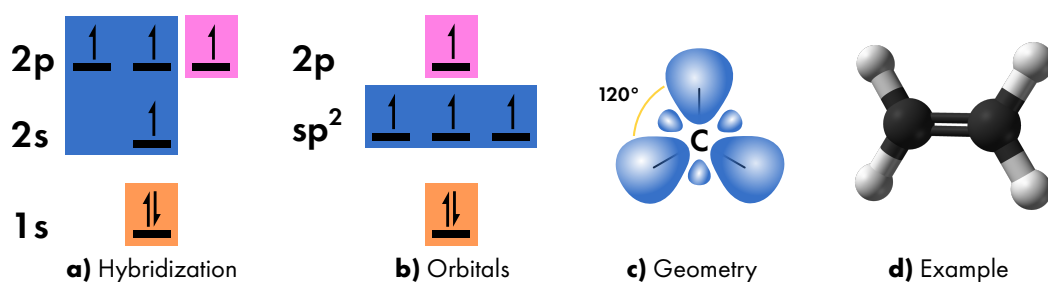 2p
2s
1s
a) Hybridization
2p
sp²
b) Orbitals
120°
C
c) Geometry
d) Example